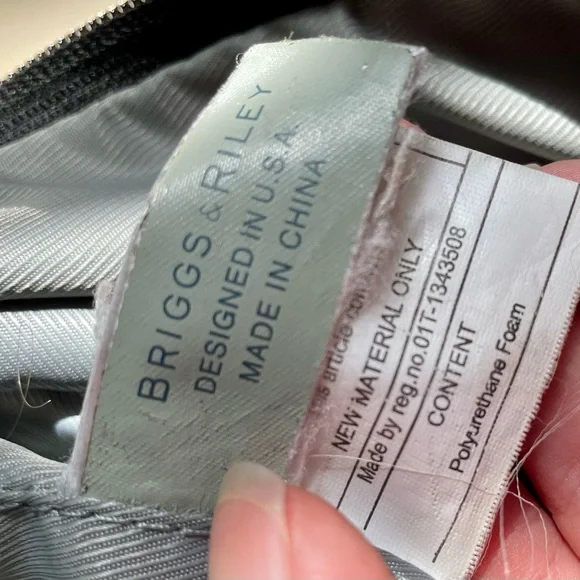 BRIGGS & RILEY
DESIGNED IN U.S.A.
MADE IN CHINA
article
NEW MATERIAL ONLY
Made by reg.no.01T-1343508
CONTENT
Polyurethane Foam